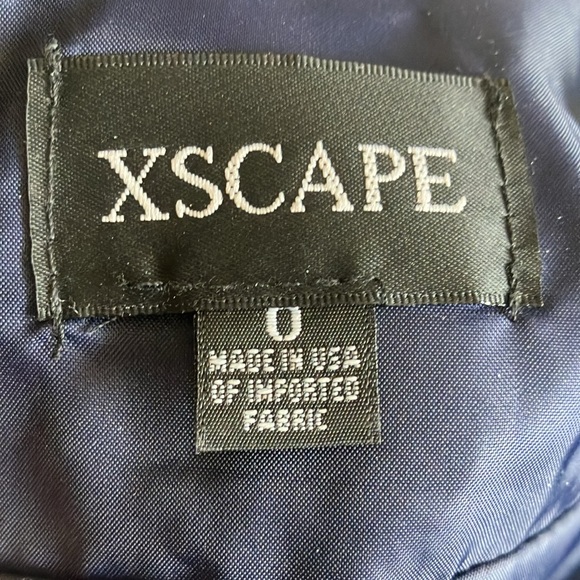 XSCAPE
0
MADE IN USA
OF IMPORTED
FABRIC